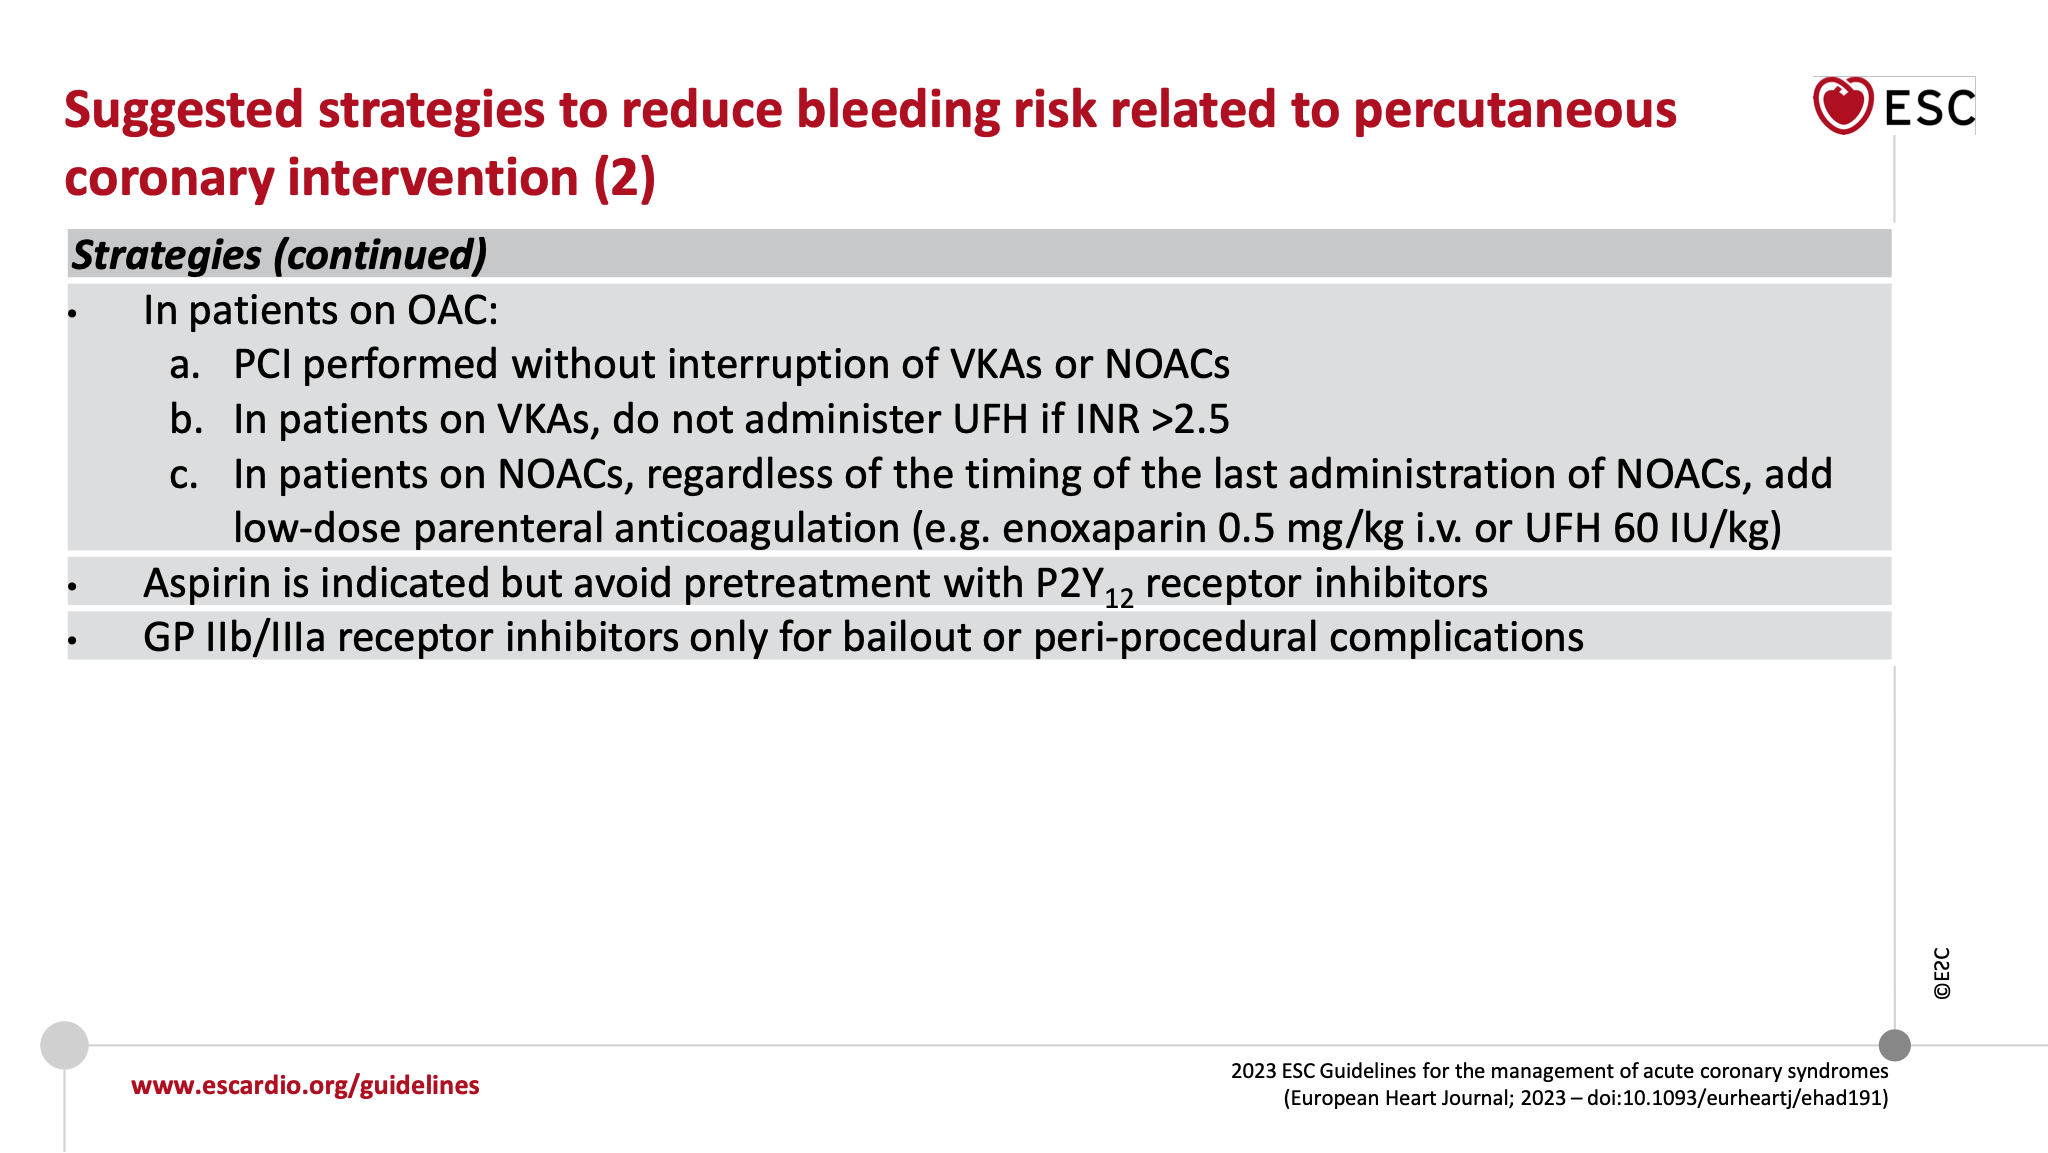 Suggested strategies to reduce bleeding risk related to percutaneous
coronary intervention (2)
ESC
Strategies (continued)
• In patients on OAC:
a. PCI performed without interruption of VKAs or NOACs
b. In patients on VKAs, do not administer UFH if INR >2.5
c. In patients on NOACs, regardless of the timing of the last administration of NOACs, add
low-dose parenteral anticoagulation (e.g. enoxaparin 0.5 mg/kg i.v. or UFH 60 IU/kg)
• Aspirin is indicated but avoid pretreatment with P2Y₁₂ receptor inhibitors
• GP IIb/IIIa receptor inhibitors only for bailout or peri-procedural complications
©ESC
www.escardio.org/guidelines
2023 ESC Guidelines for the management of acute coronary syndromes
(European Heart Journal; 2023 – doi:10.1093/eurheartj/ehad191)